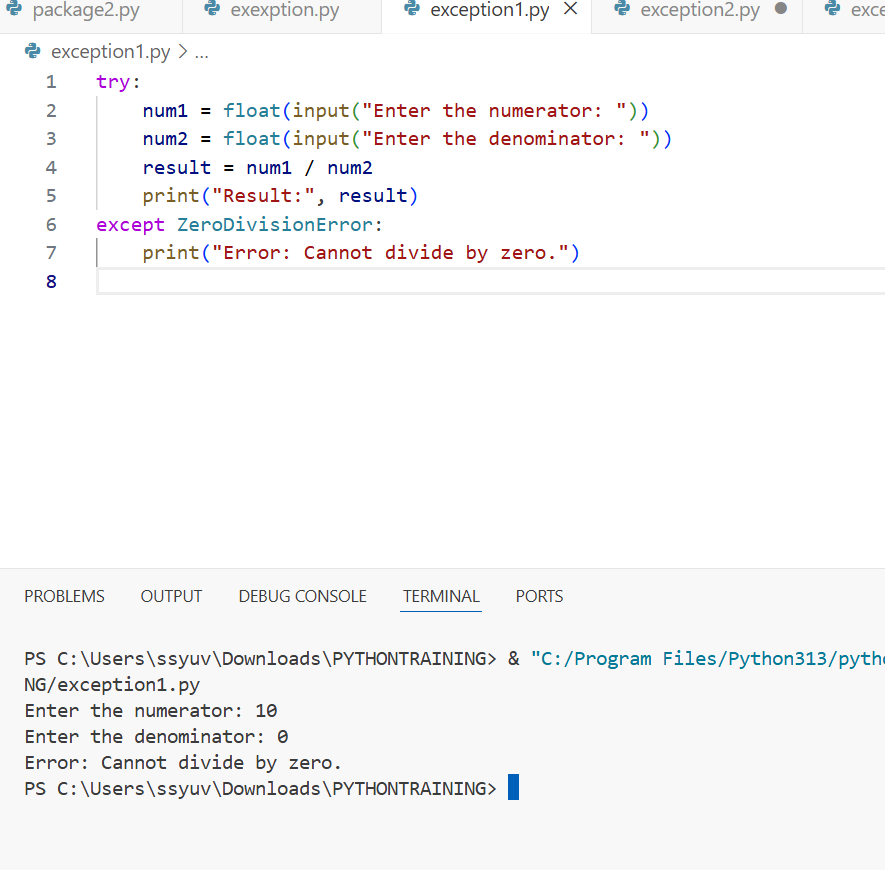 package2.py exexption.py exception1.py exception2.py exce
exception1.py > ...
1 try:
2     num1 = float(input("Enter the numerator: "))
3     num2 = float(input("Enter the denominator: "))
4     result = num1 / num2
5     print("Result:", result)
6 except ZeroDivisionError:
7     print("Error: Cannot divide by zero.")
8
PROBLEMS OUTPUT DEBUG CONSOLE TERMINAL PORTS
PS C:\Users\ssyuv\Downloads\PYTHONTRAINING> & "C:/Program Files/Python313/pytho
NG/exception1.py
Enter the numerator: 10
Enter the denominator: 0
Error: Cannot divide by zero.
PS C:\Users\ssyuv\Downloads\PYTHONTRAINING>